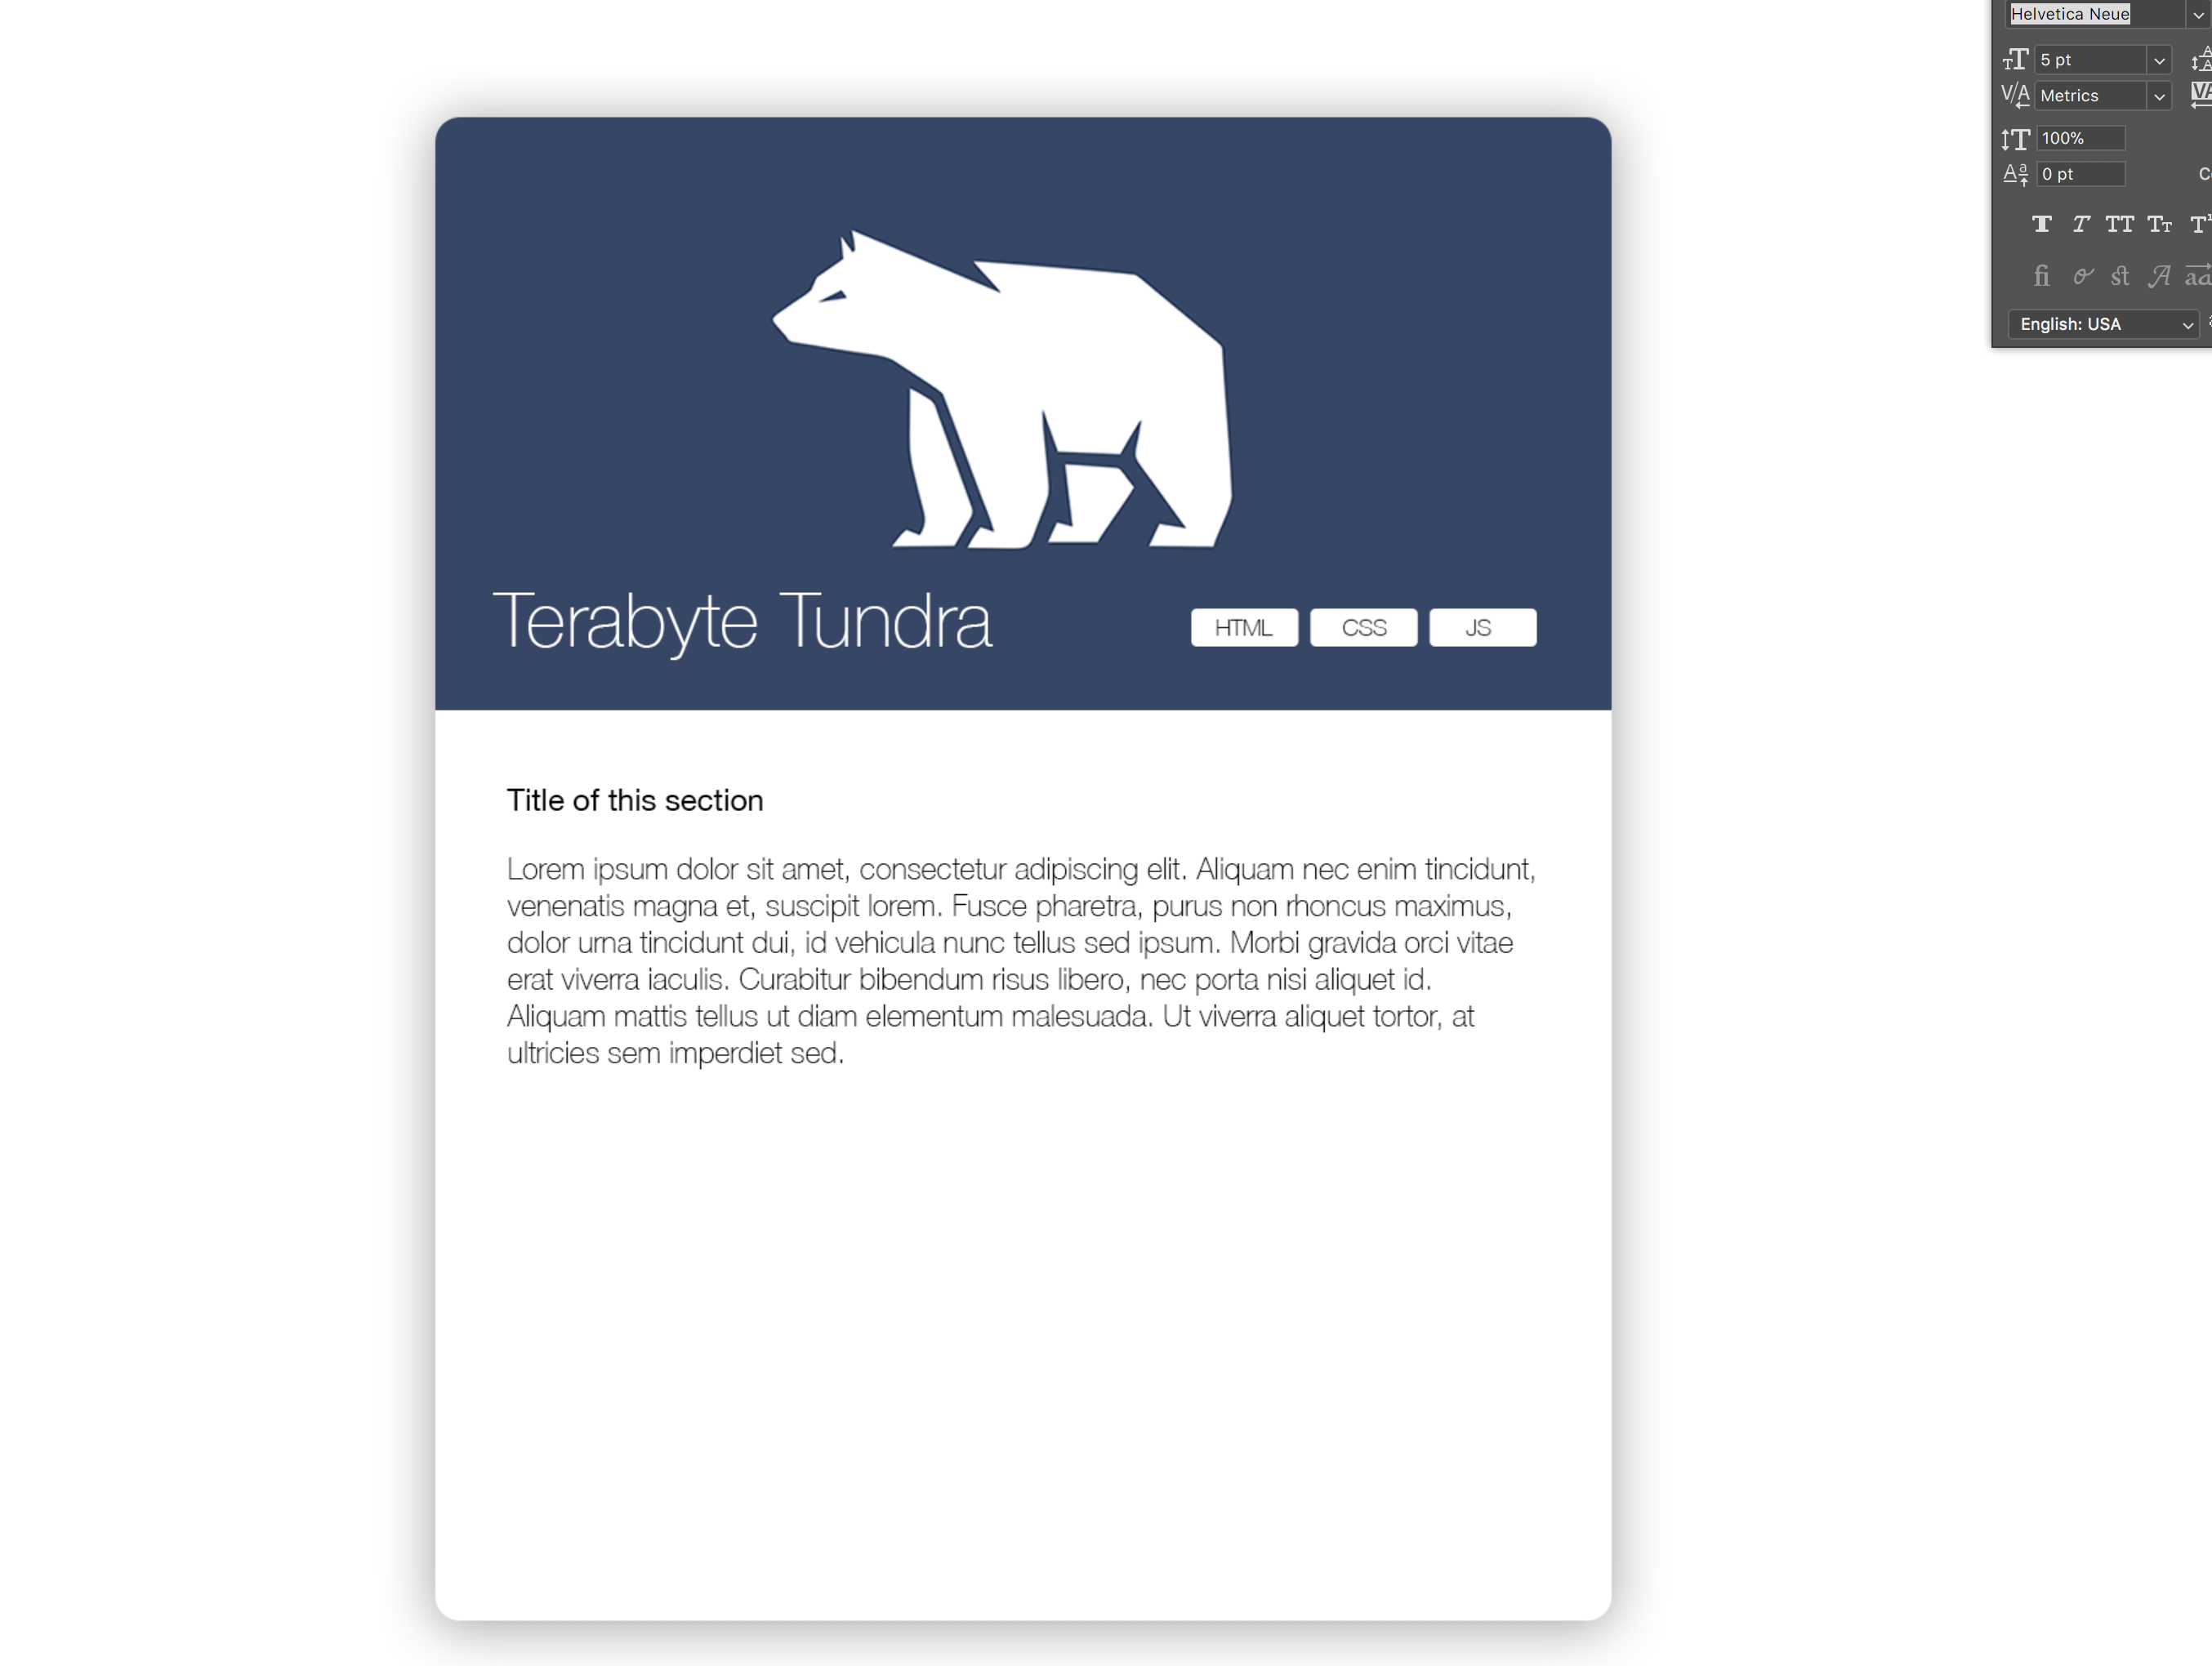 Helvetica Neue
5 pt
Metrics
100%
0 pt
English: USA
Terabyte Tundra
HTML CSS JS
Title of this section
Lorem ipsum dolor sit amet, consectetur adipiscing elit. Aliquam nec enim tincidunt,
venenatis magna et, suscipit lorem. Fusce pharetra, purus non rhoncus maximus,
dolor urna tincidunt dui, id vehicula nunc tellus sed ipsum. Morbi gravida orci vitae
erat viverra iaculis. Curabitur bibendum risus libero, nec porta nisi aliquet id.
Aliquam mattis tellus ut diam elementum malesuada. Ut viverra aliquet tortor, at
ultricies sem imperdiet sed.